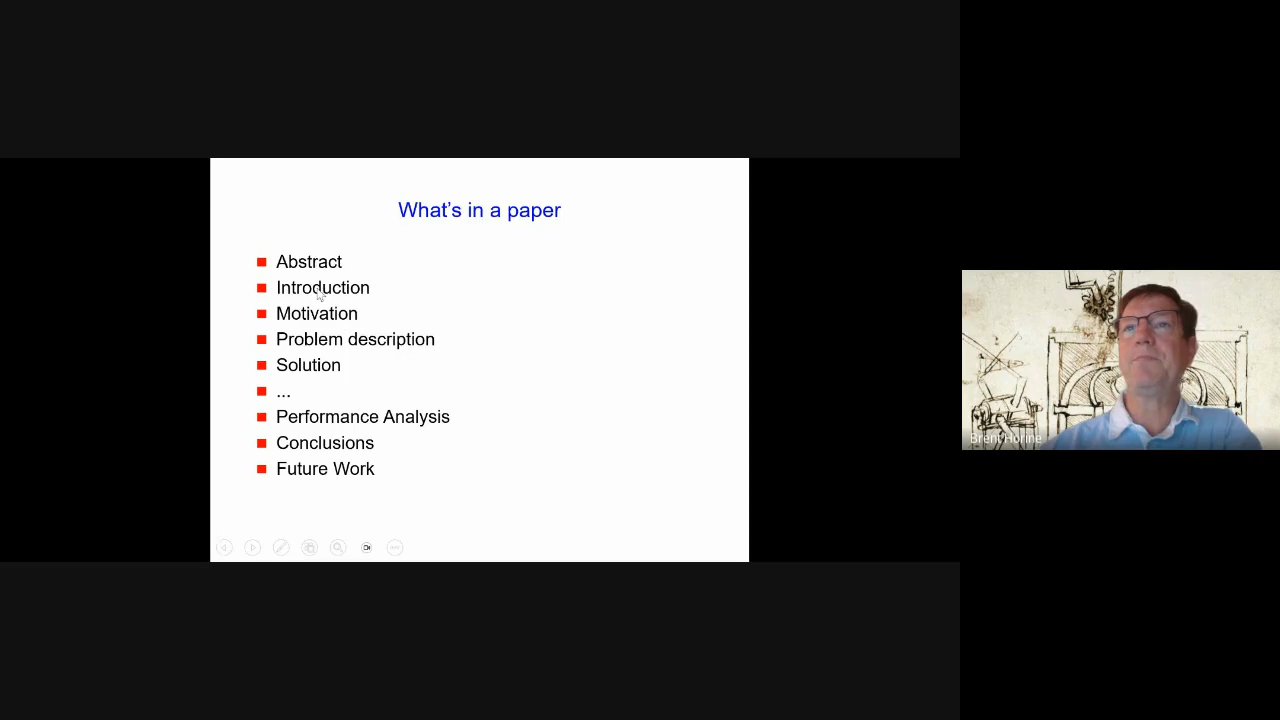 What's in a paper
Abstract
Introduction
Motivation
Problem description
Solution
...
Performance Analysis
Conclusions
Future Work
Brent Horine